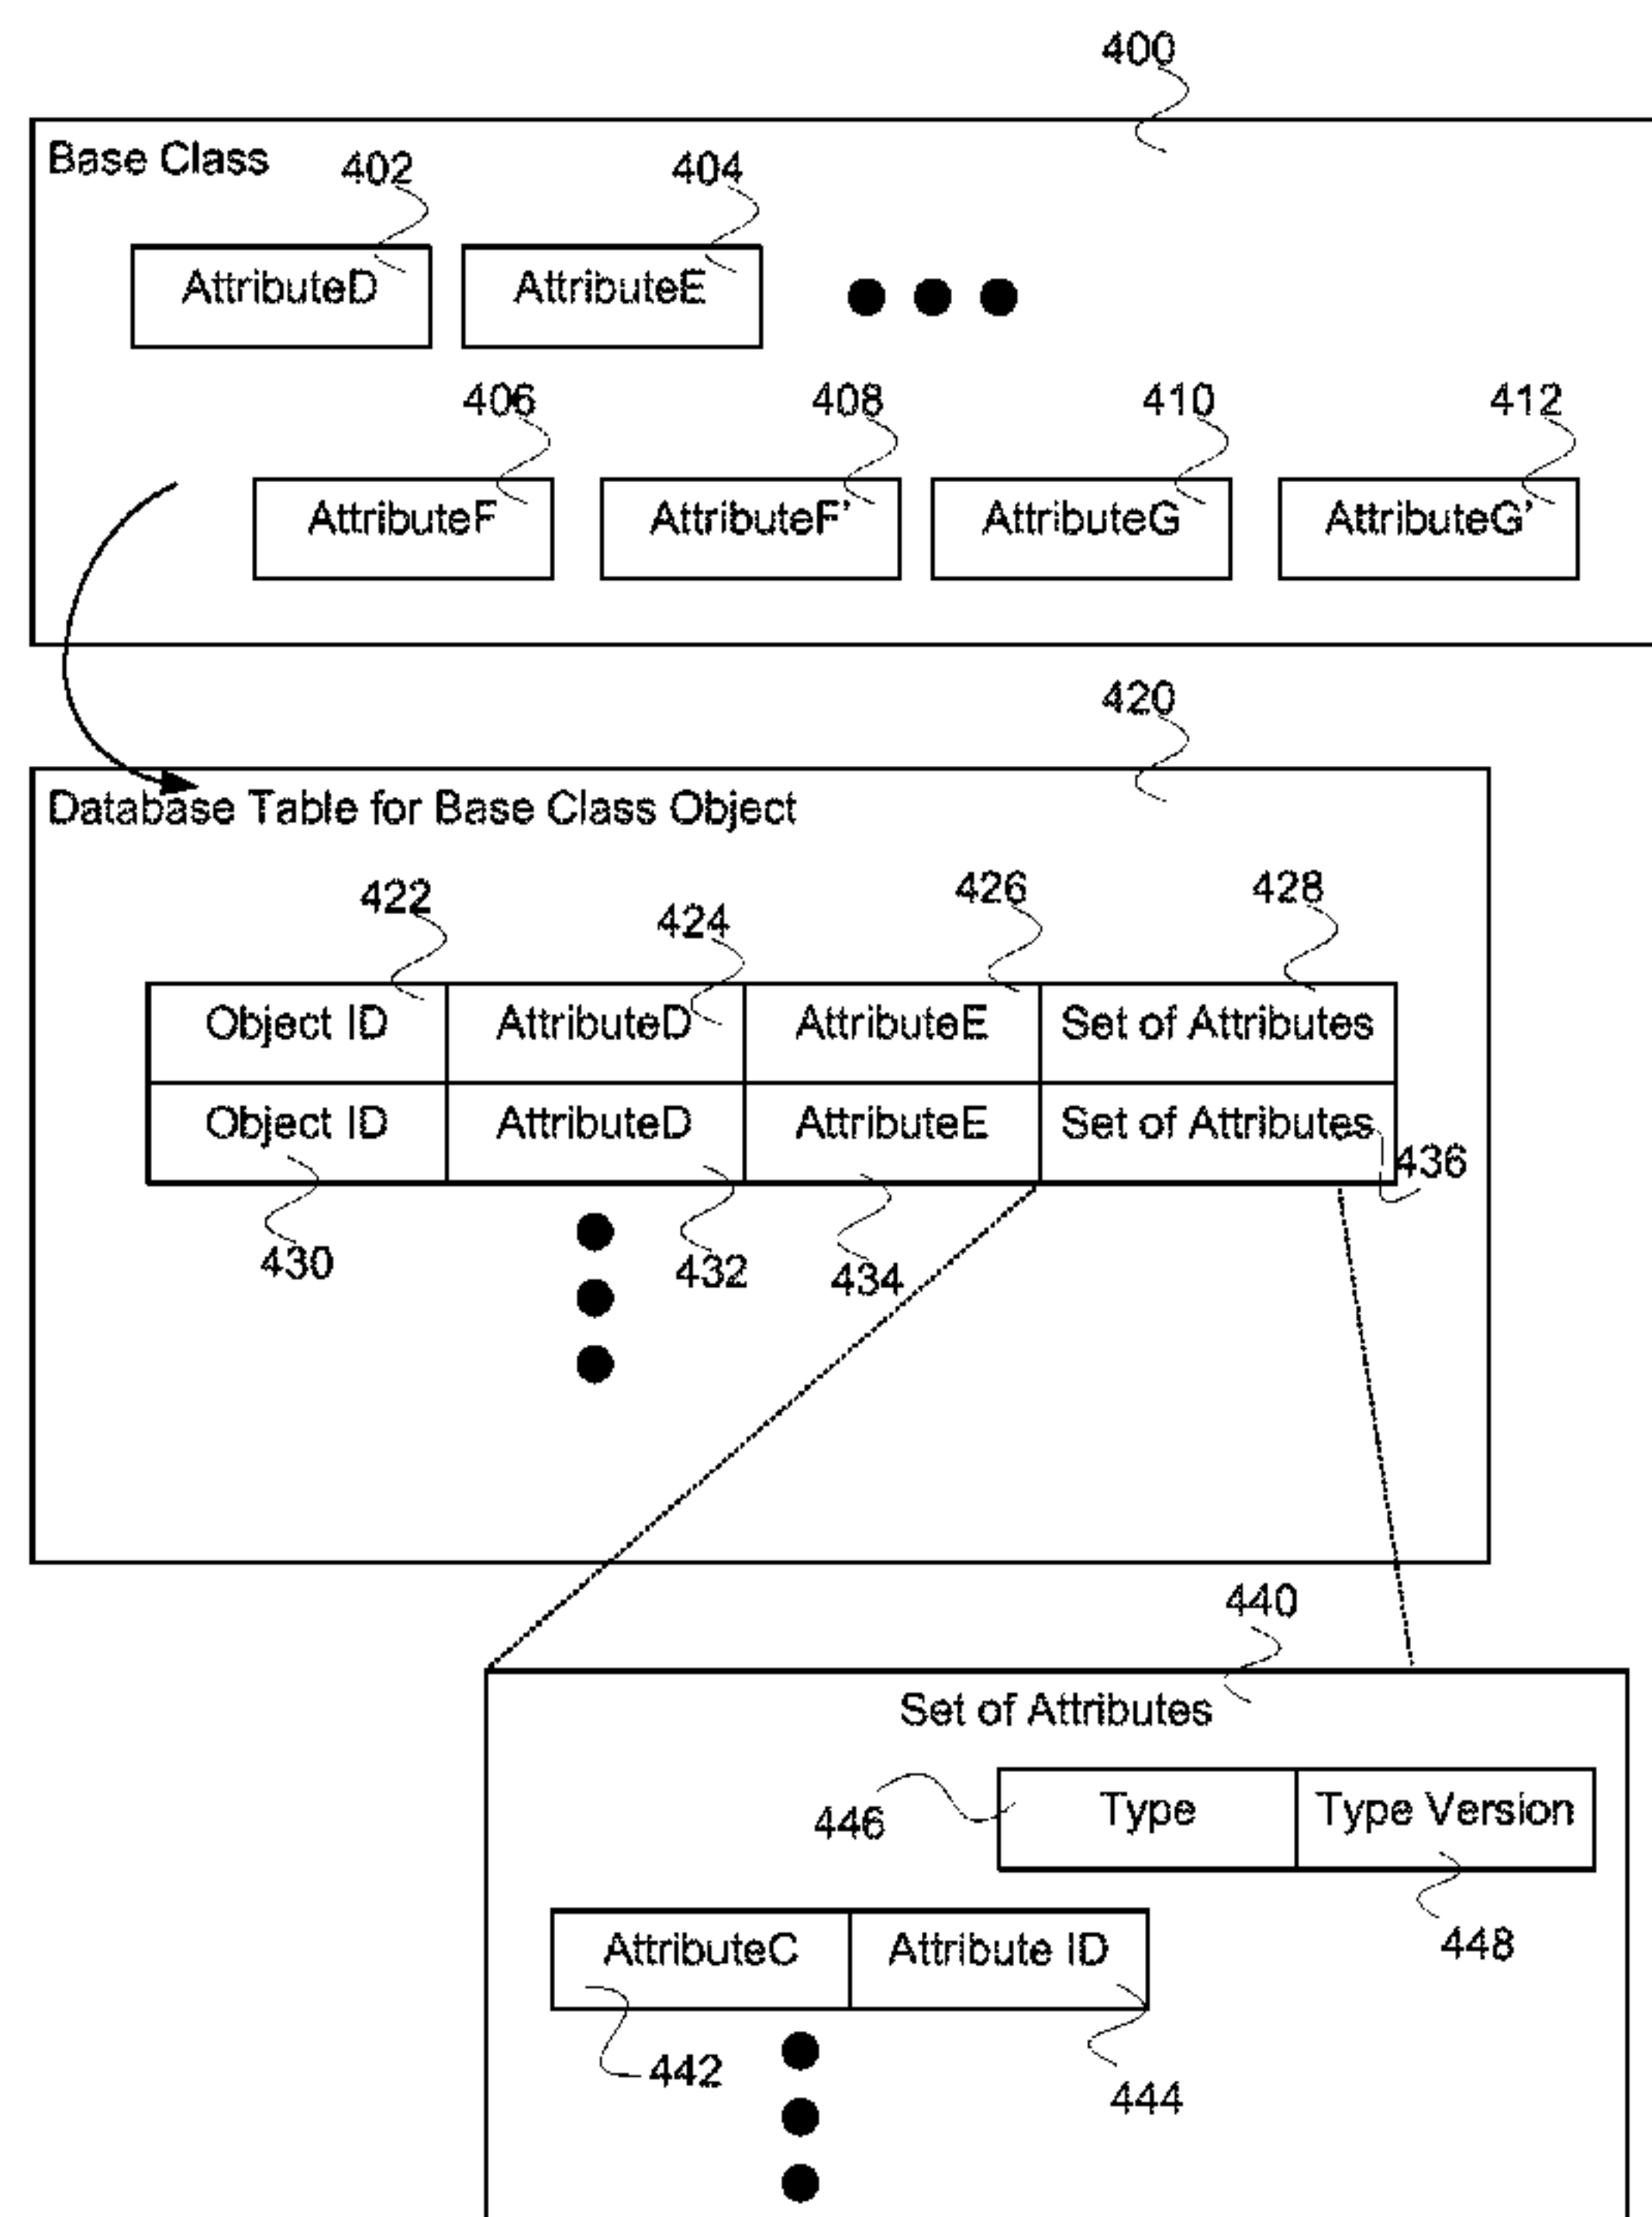 400
Base Class
402
404
AttributeD
AttributeE
406
408
410
412
AttributeF
AttributeF'
AttributeG
AttributeG'
420
Database Table for Base Class Object
422
424
426
428
Object ID
AttributeD
AttributeE
Set of Attributes
Object ID
AttributeD
AttributeE
Set of Attributes
436
430
432
434
440
Set of Attributes
446
Type
Type Version
448
AttributeC
Attribute ID
442
444